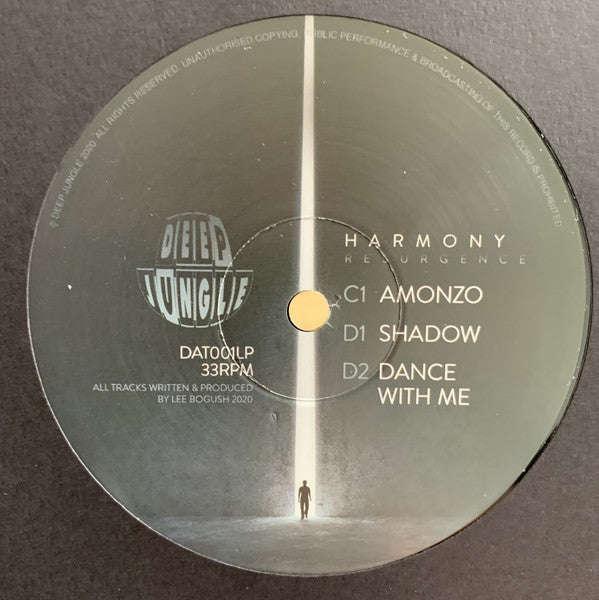 ℗ DEEP JUNGLE 2020. ALL RIGHTS RESERVED. UNAUTHORISED COPYING, PUBLIC PERFORMANCE & BROADCASTING OF THIS RECORD IS PROHIBITED
DEEP
JUNGLE
DAT001LP
33RPM
ALL TRACKS WRITTEN & PRODUCED
BY LEE BOGUSH 2020
HARMONY
RESURGENCE
C1 AMONZO
D1 SHADOW
D2 DANCE
WITH ME